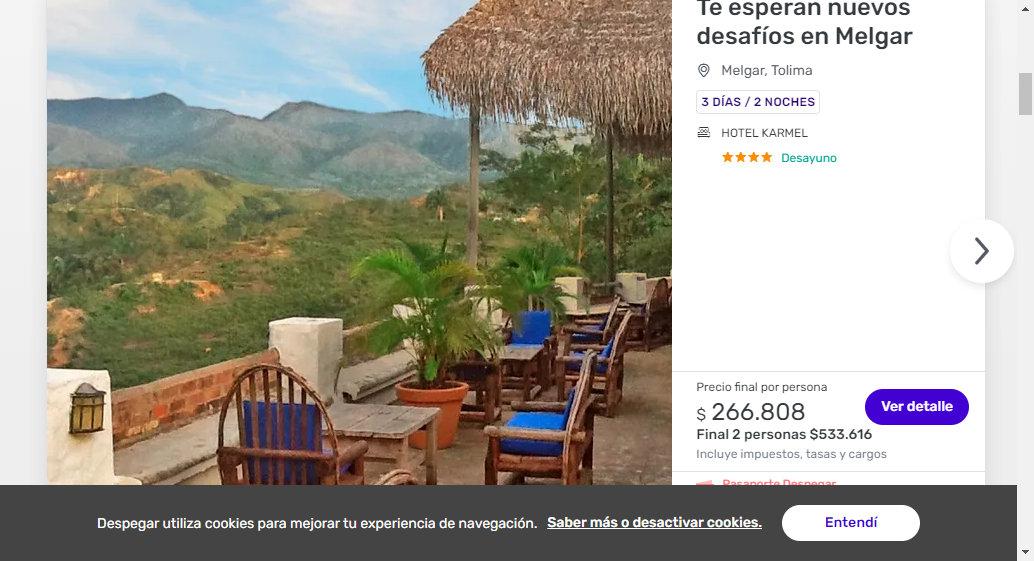 Te esperan nuevos
desafíos en Melgar
Melgar, Tolima
3 DÍAS / 2 NOCHES
HOTEL KARMEL
Desayuno
Precio final por persona
$ 266.808
Ver detalle
Final 2 personas $533.616
Incluye impuestos, tasas y cargos
Pasaporte Despegar
Despegar utiliza cookies para mejorar tu experiencia de navegación. Saber más o desactivar cookies. Entendí